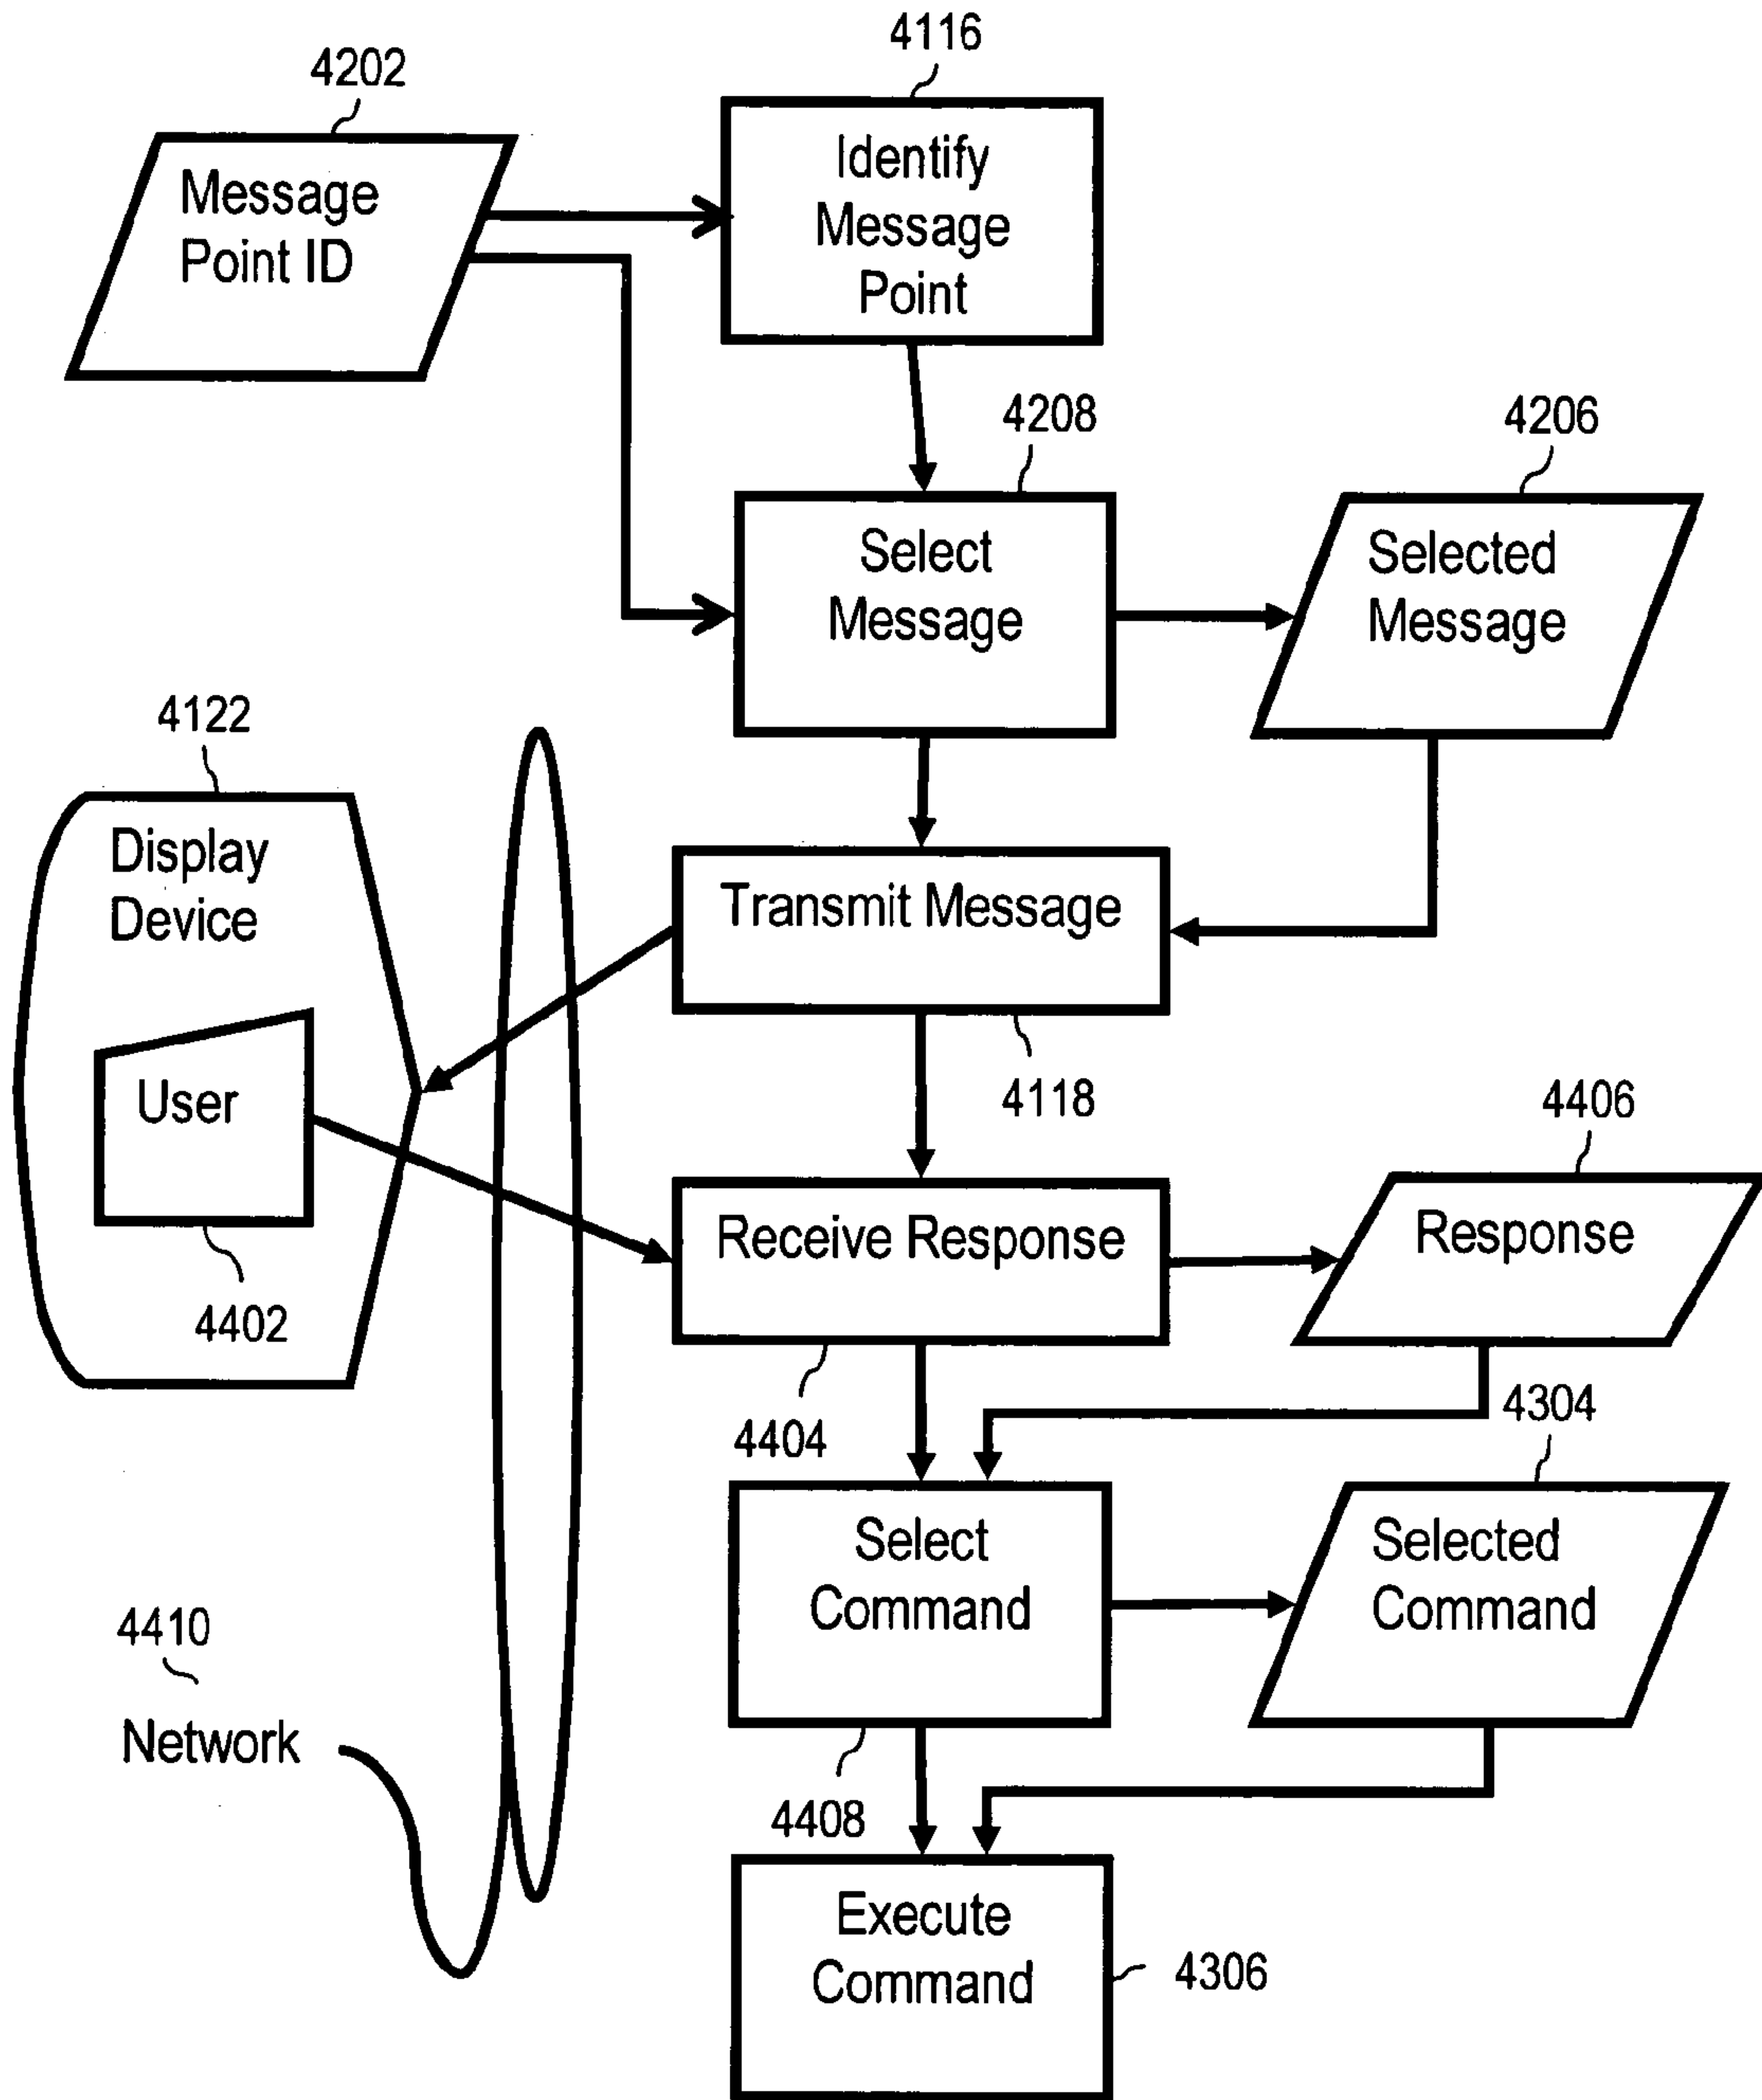 4116
4202
Identify
Message
Point
Message
Point ID
4208
4206
Select
Message
Selected
Message
4122
Display
Device
Transmit Message
User
4118
4406
Receive Response
Response
4402
4404
4304
Select
Command
Selected
Command
4410
Network
4408
Execute
Command
4306